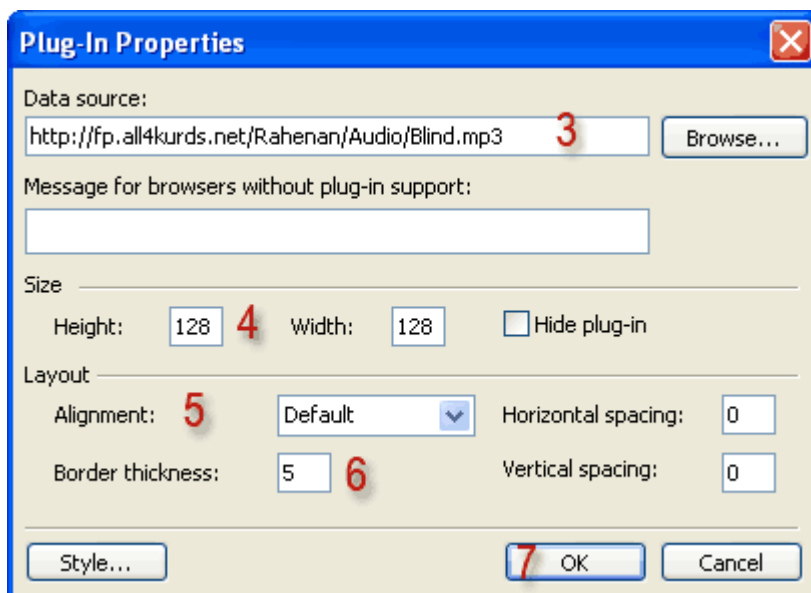 Plug-In Properties
Data source:
http://fp.all4kurds.net/Rahenan/Audio/Blind.mp3 3 Browse...
Message for browsers without plug-in support:
Size
Height: 128 4 Width: 128 Hide plug-in
Layout
Alignment: 5 Default Horizontal spacing: 0
Border thickness: 5 6 Vertical spacing: 0
Style... 7 OK Cancel